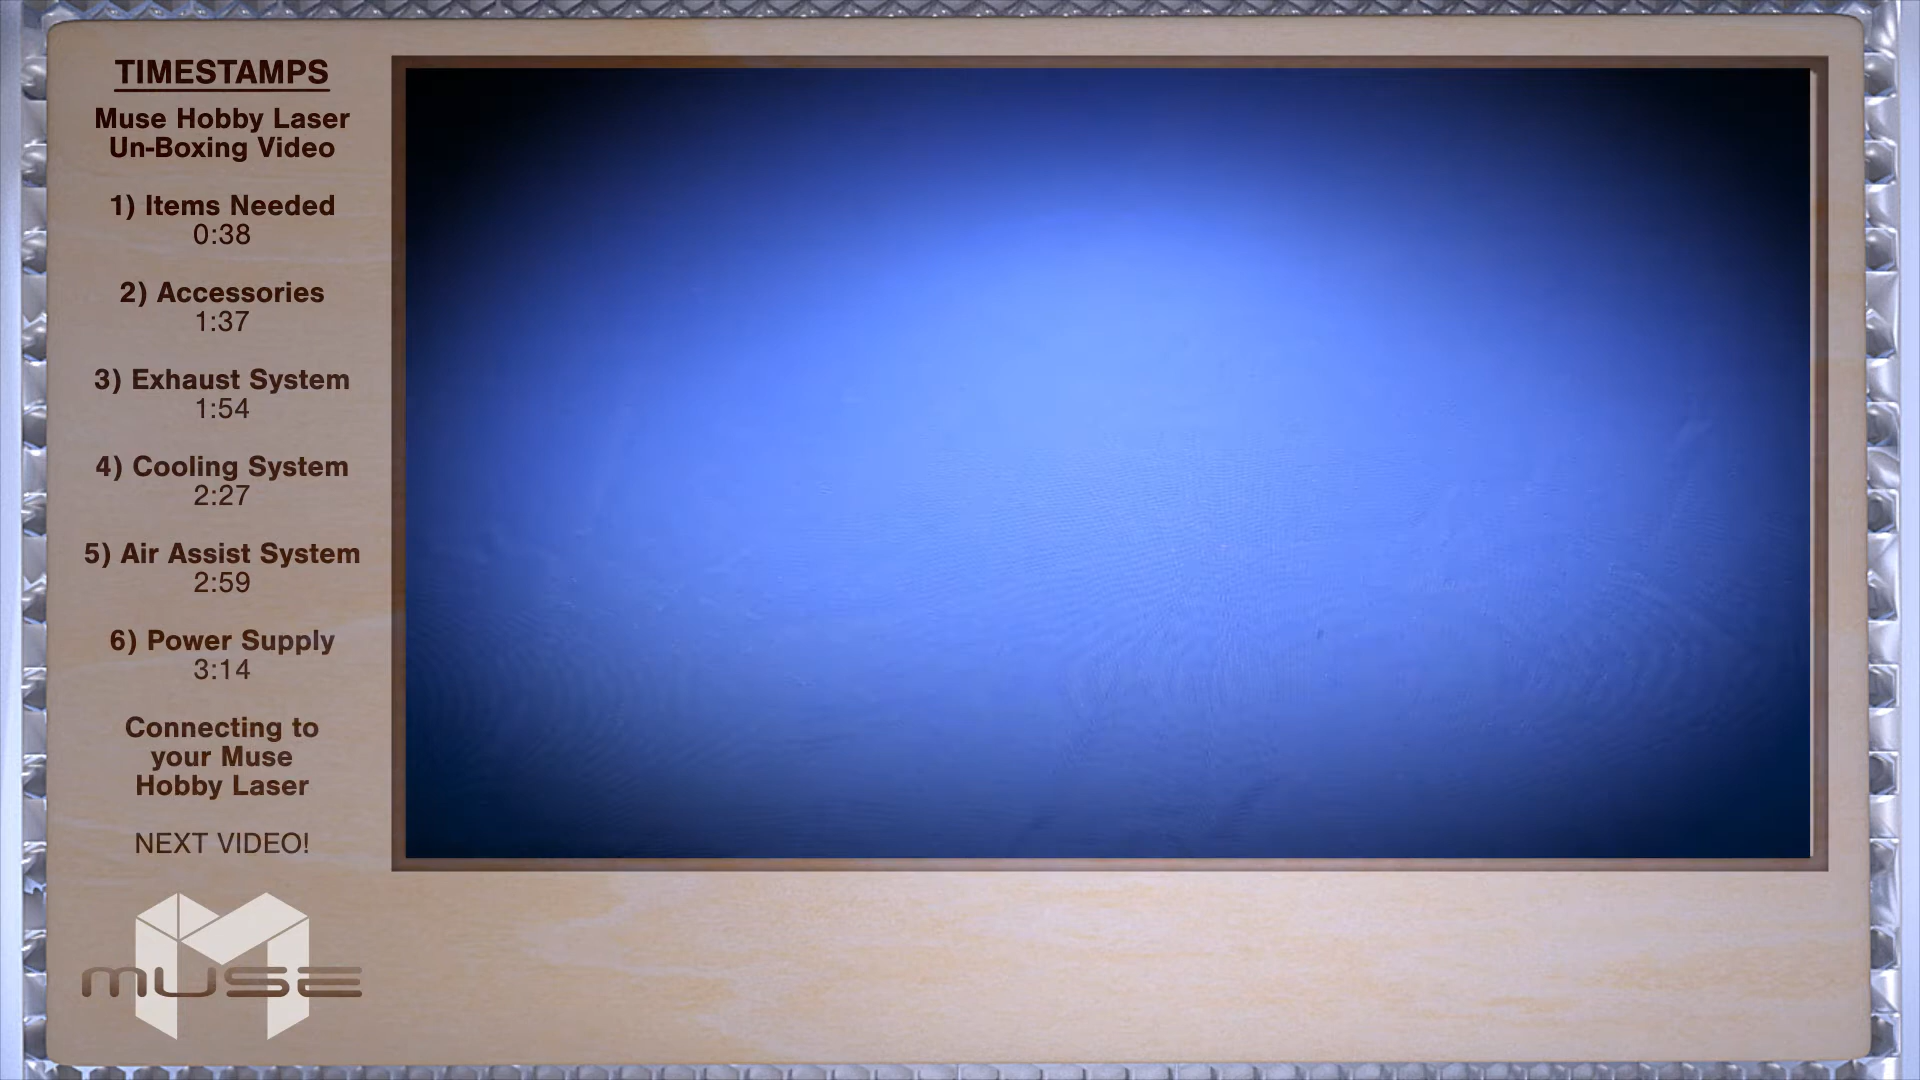 TIMESTAMPS
Muse Hobby Laser
Un-Boxing Video
1) Items Needed
0:38
2) Accessories
1:37
3) Exhaust System
1:54
4) Cooling System
2:27
5) Air Assist System
2:59
6) Power Supply
3:14
Connecting to
your Muse
Hobby Laser
NEXT VIDEO!
MUSE